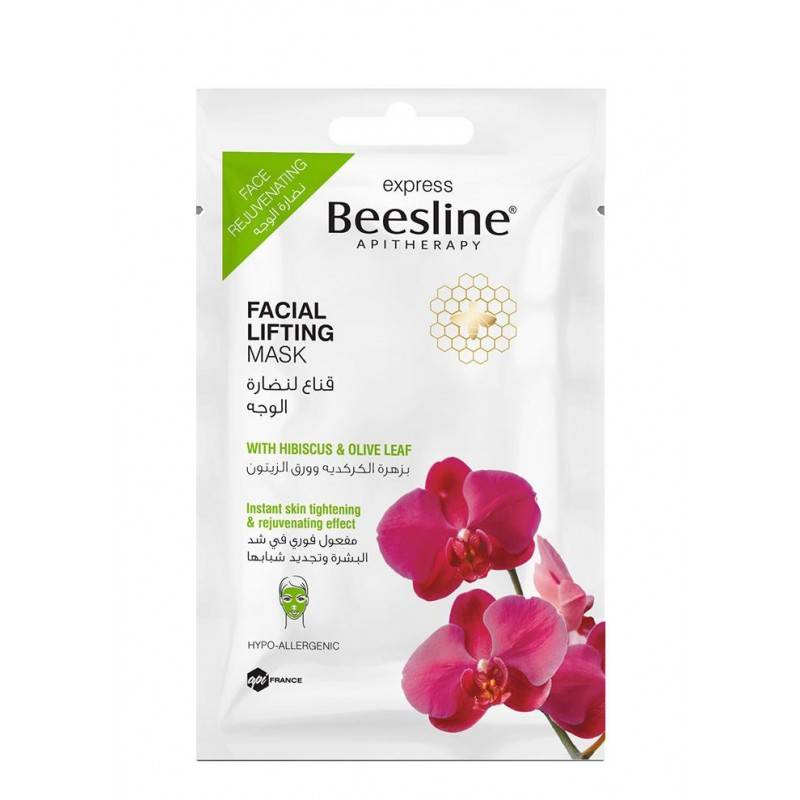 FACE
REJUVENATING
نضارة الوجه
express
Beesline®
APITHERAPY
FACIAL
LIFTING
MASK
قناع لنضارة
الوجه
WITH HIBISCUS & OLIVE LEAF
بزهرة الكركديه وورق الزيتون
Instant skin tightening
& rejuvenating effect
مفعول فوري في شد
البشرة وتجديد شبابها
HYPO-ALLERGENIC
api FRANCE